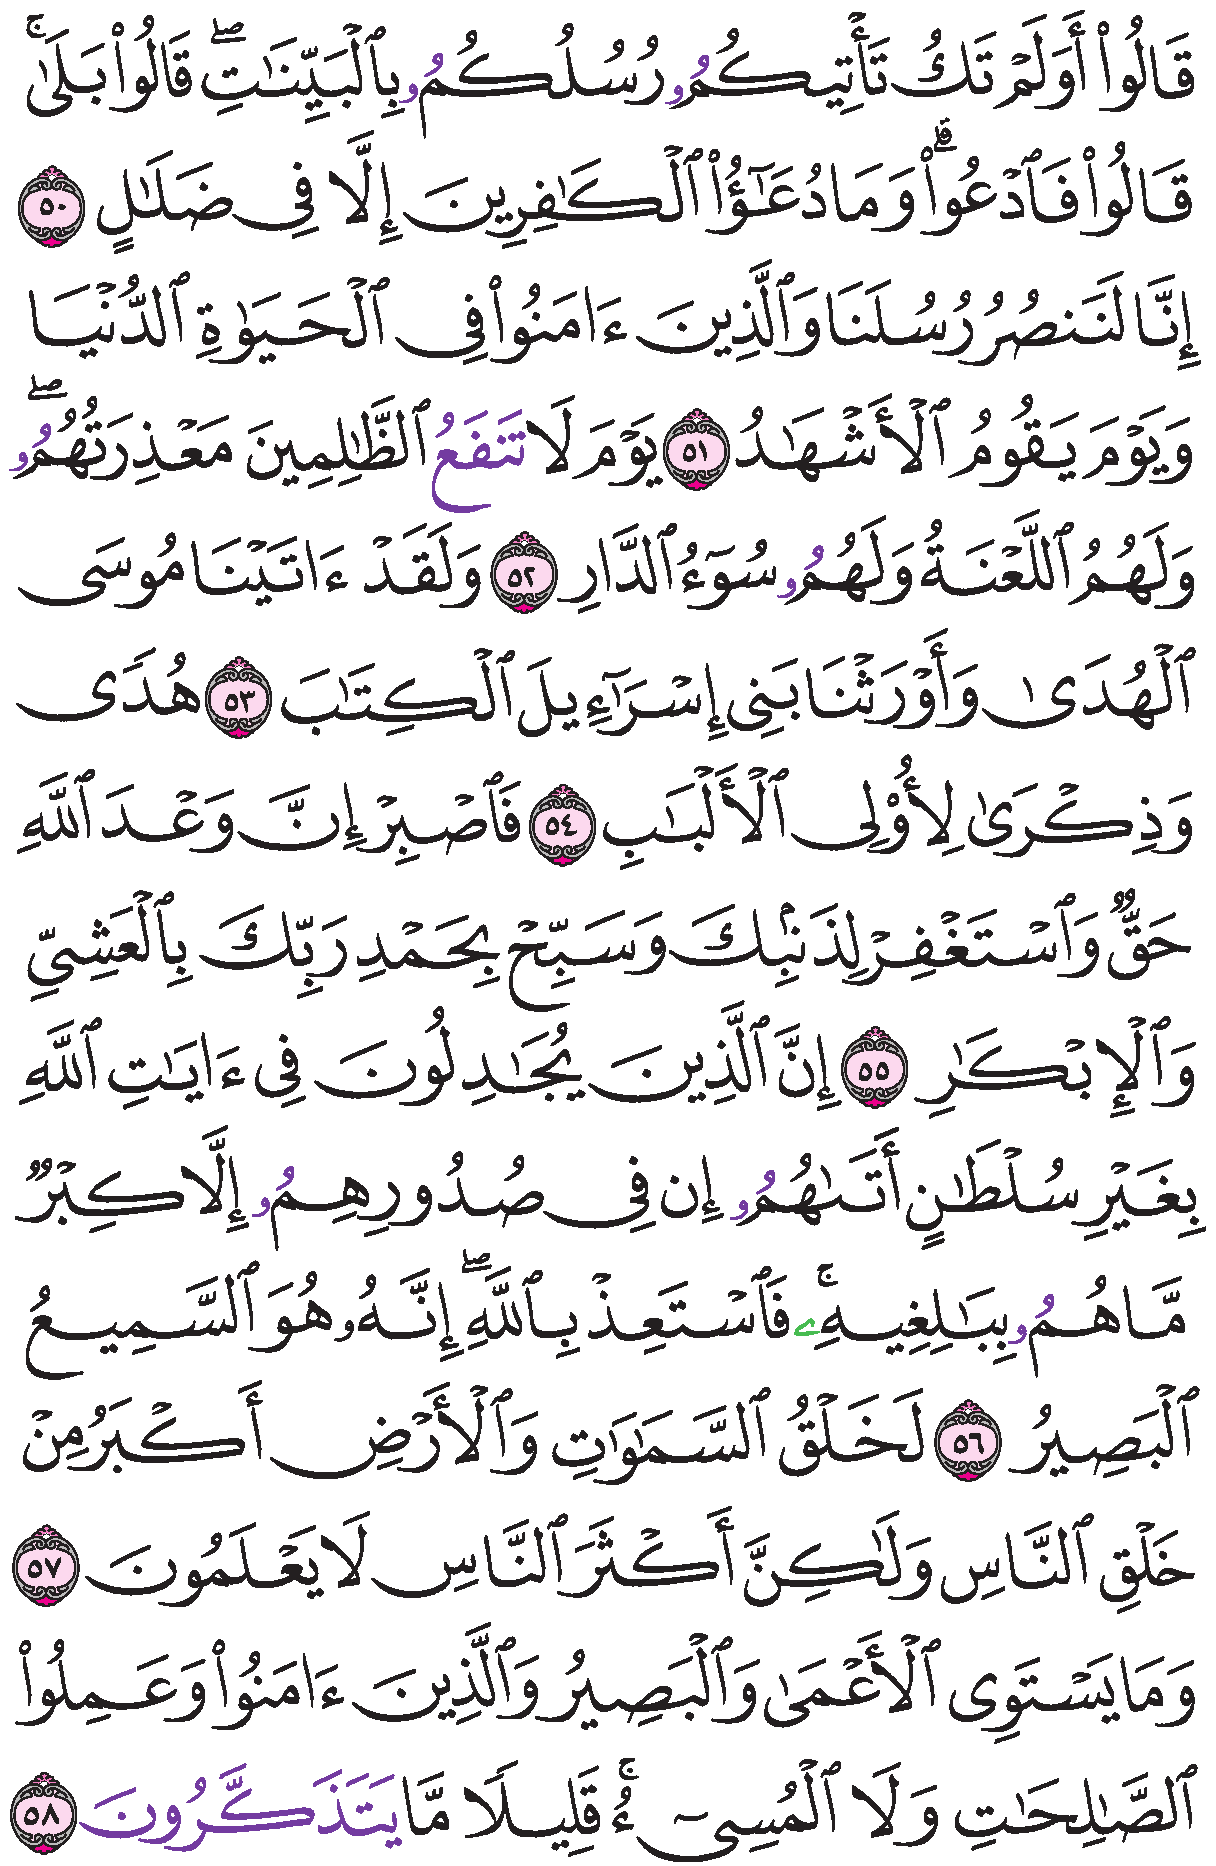 قَالُوا۟ أَوَلَمْ تَكُ تَأْتِيكُمُۥ رُسُلُكُمُۥ بِٱلْبَيِّنَٰتِۖ قَالُوا۟ بَلَىٰۚ
قَالُوا۟ فَٱدْعُوا۟ۗ وَمَا دُعَٰٓؤُا۟ ٱلْكَٰفِرِينَ إِلَّا فِى ضَلَٰلٍ ٥٠
إِنَّا لَنَنصُرُ رُسُلَنَا وَٱلَّذِينَ ءَامَنُوا۟ فِى ٱلْحَيَوٰةِ ٱلدُّنْيَا
وَيَوْمَ يَقُومُ ٱلْأَشْهَٰدُ ٥١ يَوْمَ لَا تَنفَعُ ٱلظَّٰلِمِينَ مَعْذِرَتُهُمُۥۖ
وَلَهُمُ ٱللَّعْنَةُ وَلَهُمُۥ سُوٓءُ ٱلدَّارِ ٥٢ وَلَقَدْ ءَاتَيْنَا مُوسَى
ٱلْهُدَىٰ وَأَوْرَثْنَا بَنِى إِسْرَٰٓءِيلَ ٱلْكِتَٰبَ ٥٣ هُدًى
وَذِكْرَىٰ لِأُو۟لِى ٱلْأَلْبَٰبِ ٥٤ فَٱصْبِرْ إِنَّ وَعْدَ ٱللَّهِ
حَقٌّ وَٱسْتَغْفِرْ لِذَنۢبِكَ وَسَبِّحْ بِحَمْدِ رَبِّكَ بِٱلْعَشِىِّ
وَٱلْإِبْكَٰرِ ٥٥ إِنَّ ٱلَّذِينَ يُجَٰدِلُونَ فِى ءَايَٰتِ ٱللَّهِ
بِغَيْرِ سُلْطَٰنٍ أَتَىٰهُمُۥ إِن فِى صُدُورِهِمُۥ إِلَّا كِبْرٌ
مَّا هُمُۥ بِبَٰلِغِيهِۦۚ فَٱسْتَعِذْ بِٱللَّهِۖ إِنَّهُۥ هُوَ ٱلسَّمِيعُ
ٱلْبَصِيرُ ٥٦ لَخَلْقُ ٱلسَّمَٰوَٰتِ وَٱلْأَرْضِ أَكْبَرُ مِنْ
خَلْقِ ٱلنَّاسِ وَلَٰكِنَّ أَكْثَرَ ٱلنَّاسِ لَا يَعْلَمُونَ ٥٧
وَمَا يَسْتَوِى ٱلْأَعْمَىٰ وَٱلْبَصِيرُ وَٱلَّذِينَ ءَامَنُوا۟ وَعَمِلُوا۟
ٱلصَّٰلِحَٰتِ وَلَا ٱلْمُسِىٓءُۚ قَلِيلًا مَّا يَتَذَكَّرُونَ ٥٨